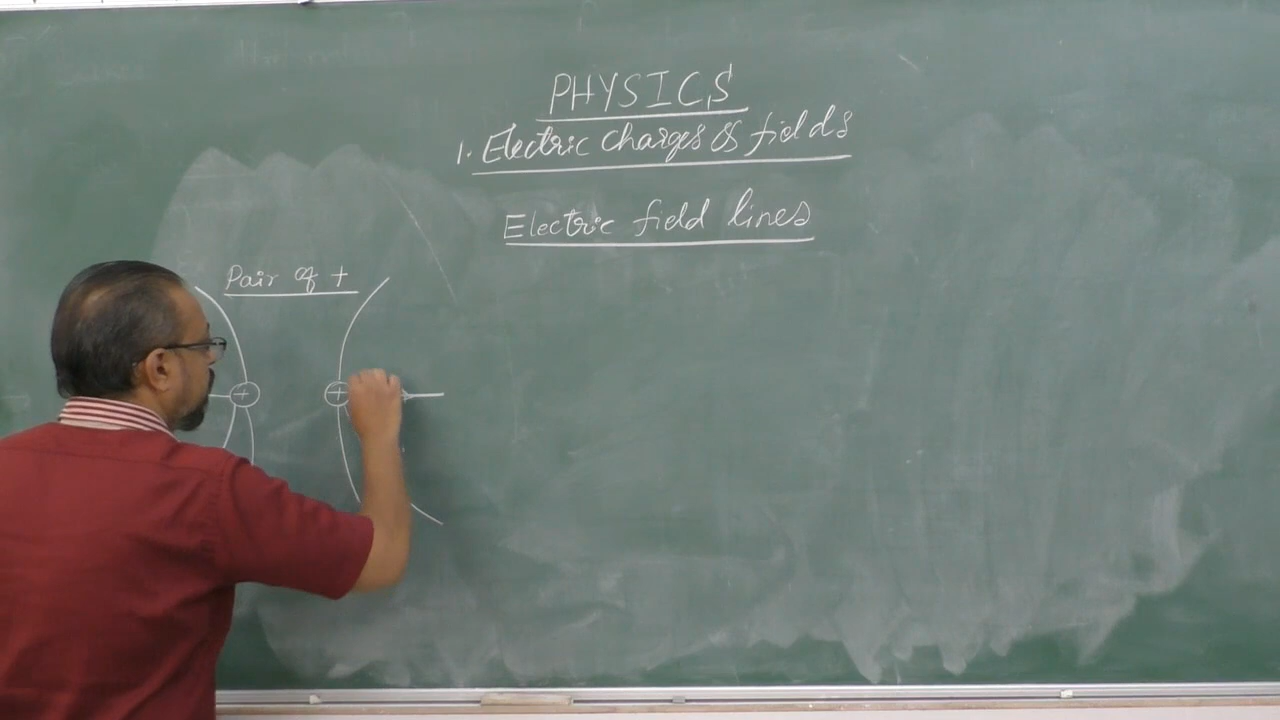 PHYSICS
1. Electric charges & fields
Electric field lines
Pair of +
+ +